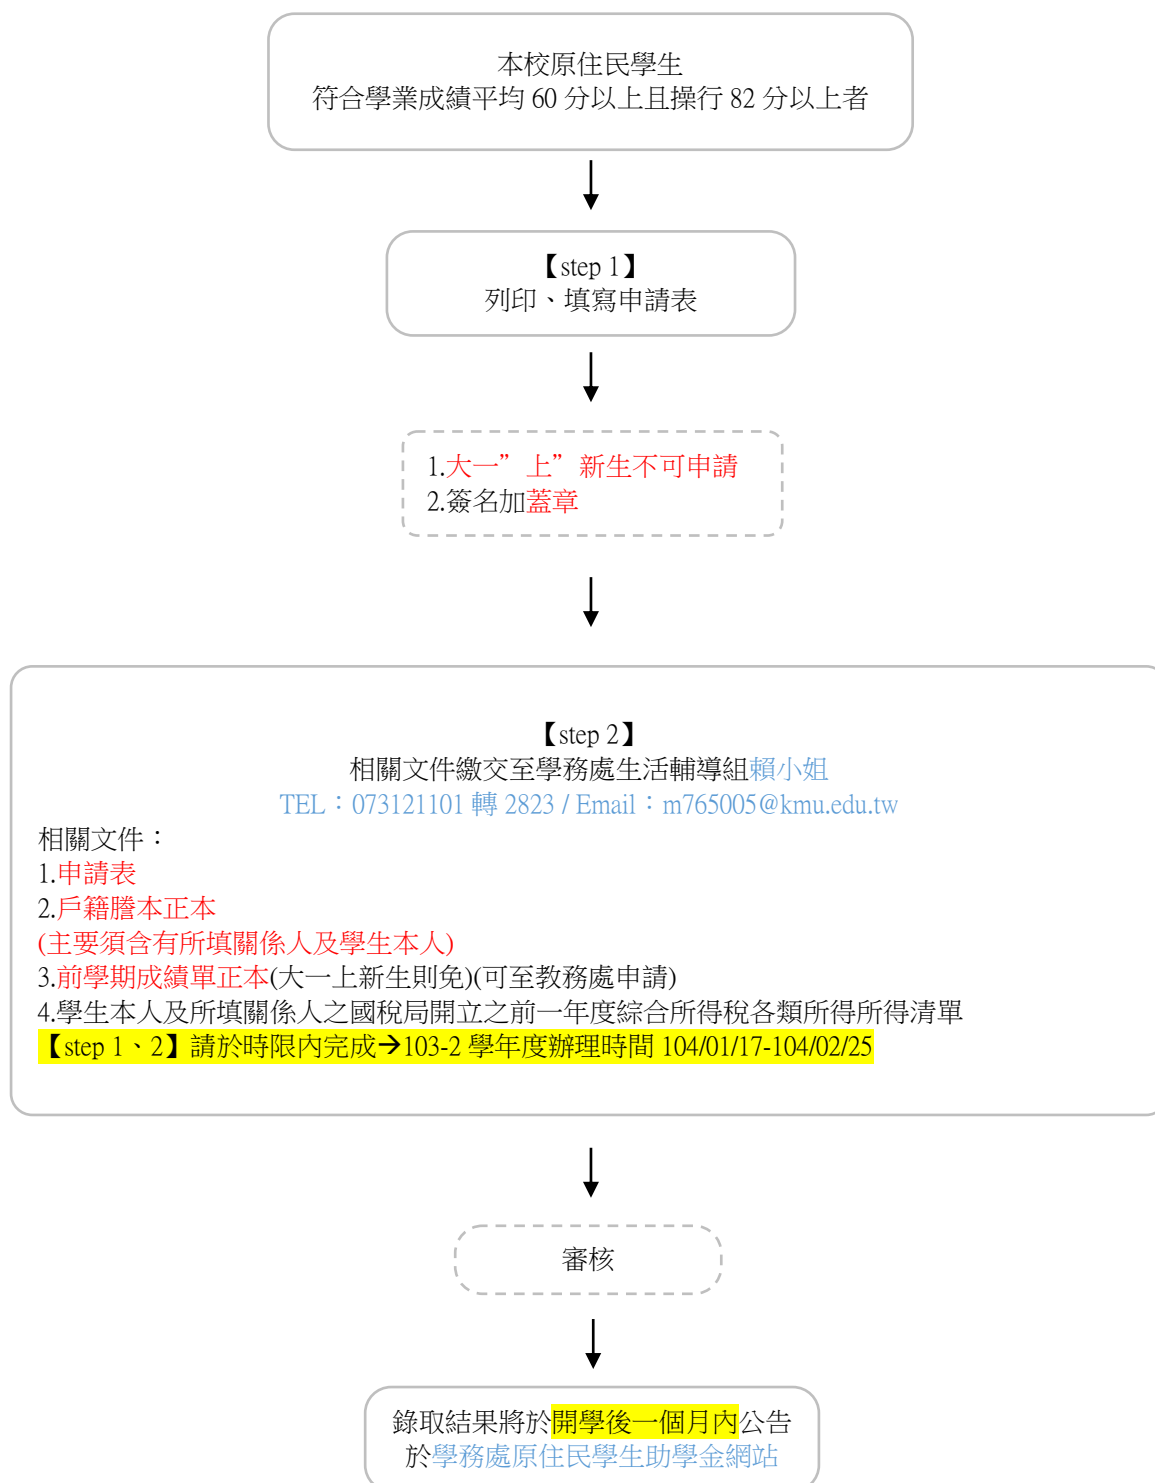 本校原住民學生
符合學業成績平均 60 分以上且操行 82 分以上者
【step 1】
列印、填寫申請表
1.大一”上”新生不可申請
2.簽名加蓋章
【step 2】
相關文件繳交至學務處生活輔導組賴小姐
TEL：073121101 轉 2823 / Email：m765005@kmu.edu.tw
相關文件：
1.申請表
2.戶籍謄本正本
(主要須含有所填關係人及學生本人)
3.前學期成績單正本(大一上新生則免)(可至教務處申請)
4.學生本人及所填關係人之國稅局開立之前一年度綜合所得稅各類所得所得清單
【step 1、2】請於時限內完成→103-2 學年度辦理時間 104/01/17-104/02/25
審核
錄取結果將於開學後一個月內公告
於學務處原住民學生助學金網站